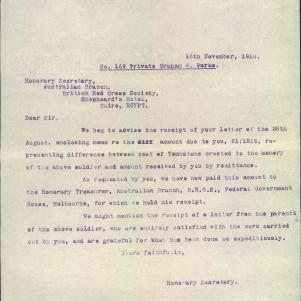 16th November, 1916.
No. 169 Private Graham S. Parks.
Honorary Secretary,
Australian Branch,
British Red Cross Society,
Shepheard's Hotel,
Cairo, EGYPT.
Dear Sir,
We beg to advise the receipt of your letter of the 28th
August, enclosing memo re the amount due to you, £1:12:6, re-
presenting difference between cost of Tombstone erected to the memory
of the above soldier and amount received by you by remittance.
As requested by you, we have now paid this amount to
the Honorary Treasurer, Australian Branch, B.R.C.S., Federal Government
House, Melbourne, for which we hold his receipt.
We might mention the receipt of a letter from the parents
of the above soldier, who are entirely satisfied with the work carried
out by you, and are grateful for what has been done so expeditiously.
Yours faithfully,
Honorary Secretary.